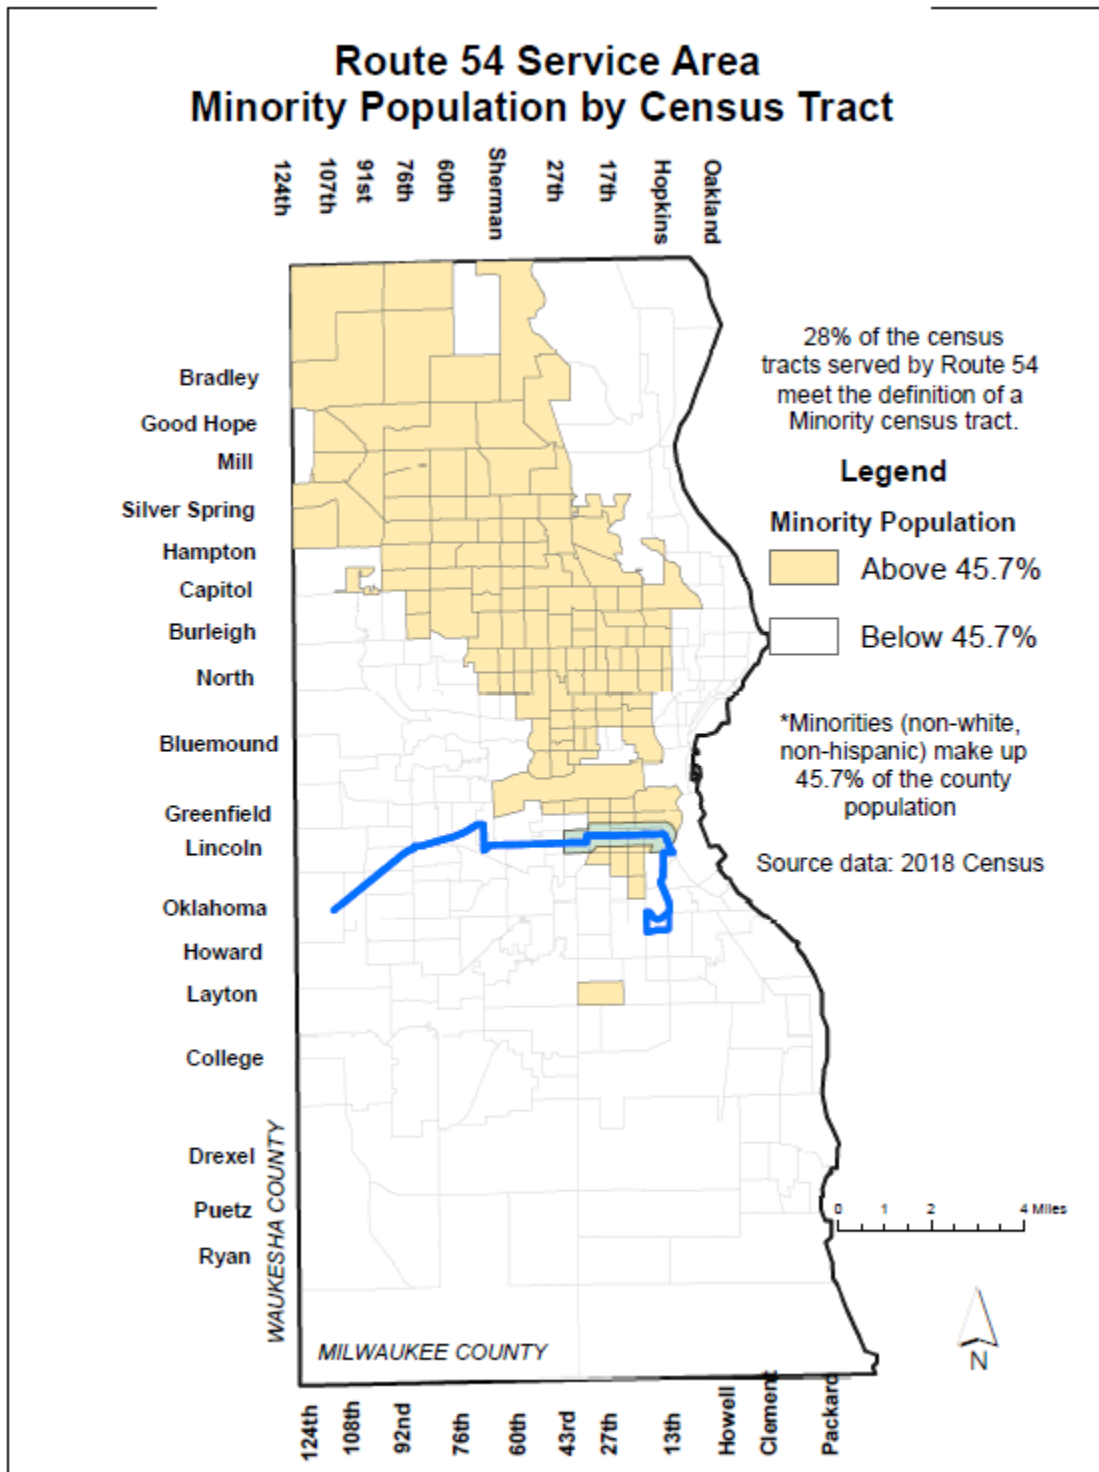 Route 54 Service Area
Minority Population by Census Tract
124th
107th
91st
76th
60th
Sherman
27th
17th
Hopkins
Oakland
Bradley
Good Hope
Mill
Silver Spring
Hampton
Capitol
Burleigh
North
Bluemound
Greenfield
Lincoln
Oklahoma
Howard
Layton
College
Drexel
Puetz
Ryan
28% of the census
tracts served by Route 54
meet the definition of a
Minority census tract.
Legend
Minority Population
Above 45.7%
Below 45.7%
*Minorities (non-white,
non-hispanic) make up
45.7% of the county
population
Source data: 2018 Census
0 1 2 4 Miles
N
WAUKESHA COUNTY
MILWAUKEE COUNTY
124th
108th
92nd
76th
60th
43rd
27th
13th
Howell
Clement
Packard